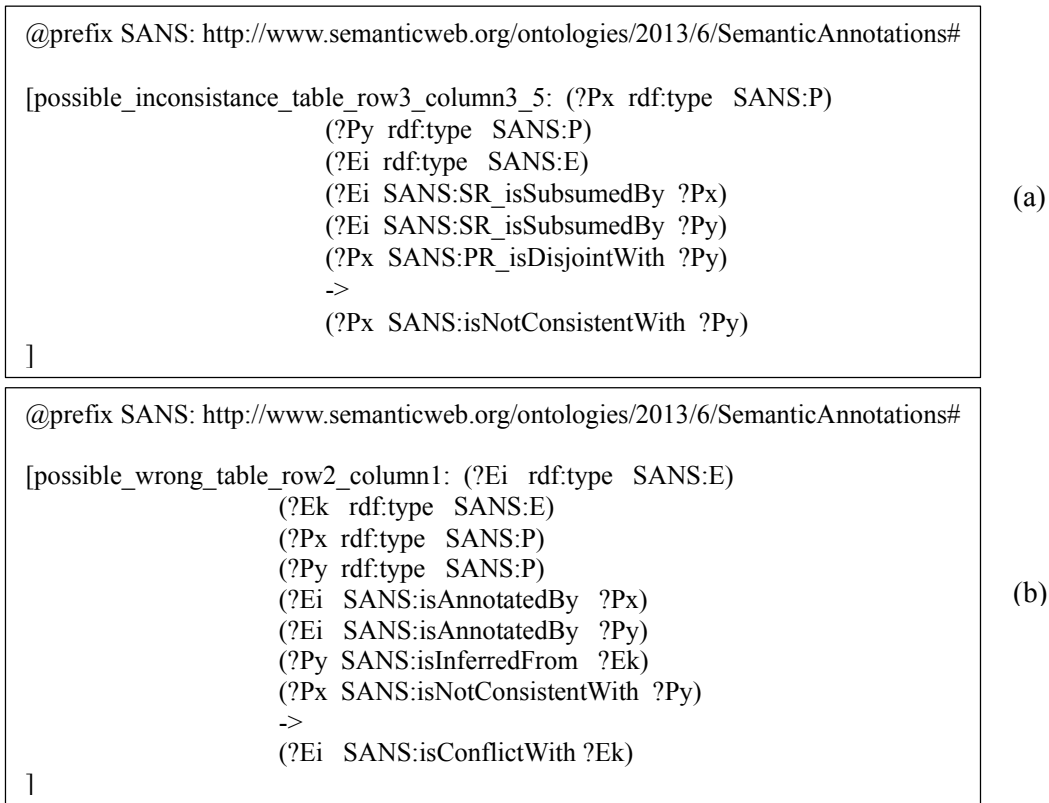 @prefix SANS: http://www.semanticweb.org/ontologies/2013/6/SemanticAnnotations#
[possible_inconsistance_table_row3_column3_5: (?Px rdf:type SANS:P)
(?Py rdf:type SANS:P)
(?Ei rdf:type SANS:E)
(?Ei SANS:SR_isSubsumedBy ?Px)
(?Ei SANS:SR_isSubsumedBy ?Py)
(?Px SANS:PR_isDisjointWith ?Py)
->
(?Px SANS:isNotConsistentWith ?Py)
]
(a)
@prefix SANS: http://www.semanticweb.org/ontologies/2013/6/SemanticAnnotations#
[possible_wrong_table_row2_column1: (?Ei rdf:type SANS:E)
(?Ek rdf:type SANS:E)
(?Px rdf:type SANS:P)
(?Py rdf:type SANS:P)
(?Ei SANS:isAnnotatedBy ?Px)
(?Ei SANS:isAnnotatedBy ?Py)
(?Py SANS:isInferredFrom ?Ek)
(?Px SANS:isNotConsistentWith ?Py)
->
(?Ei SANS:isConflictWith ?Ek)
]
(b)